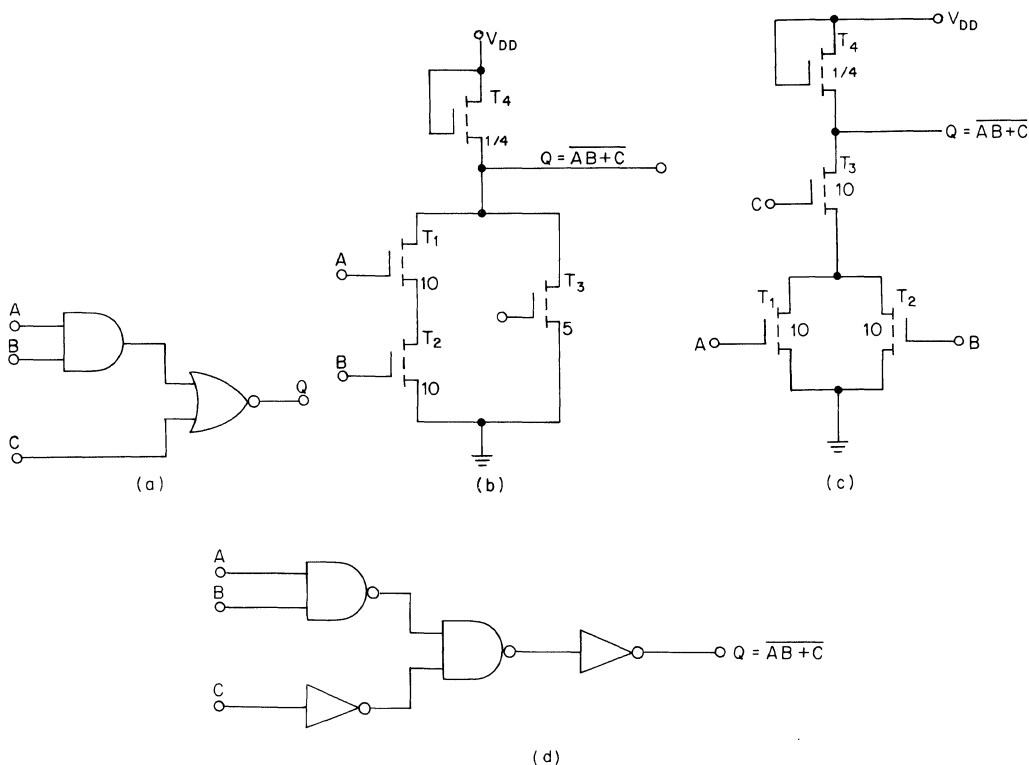 A
B
C
Q
(a)
V_DD
T4
1/4
Q = \overline{AB+C}
A
T1
10
B
T2
10
T3
5
(b)
V_DD
T4
1/4
Q = \overline{AB+C}
T3
C
10
T1
T2
A
10
10
B
(c)
A
B
C
Q = \overline{AB+C}
(d)